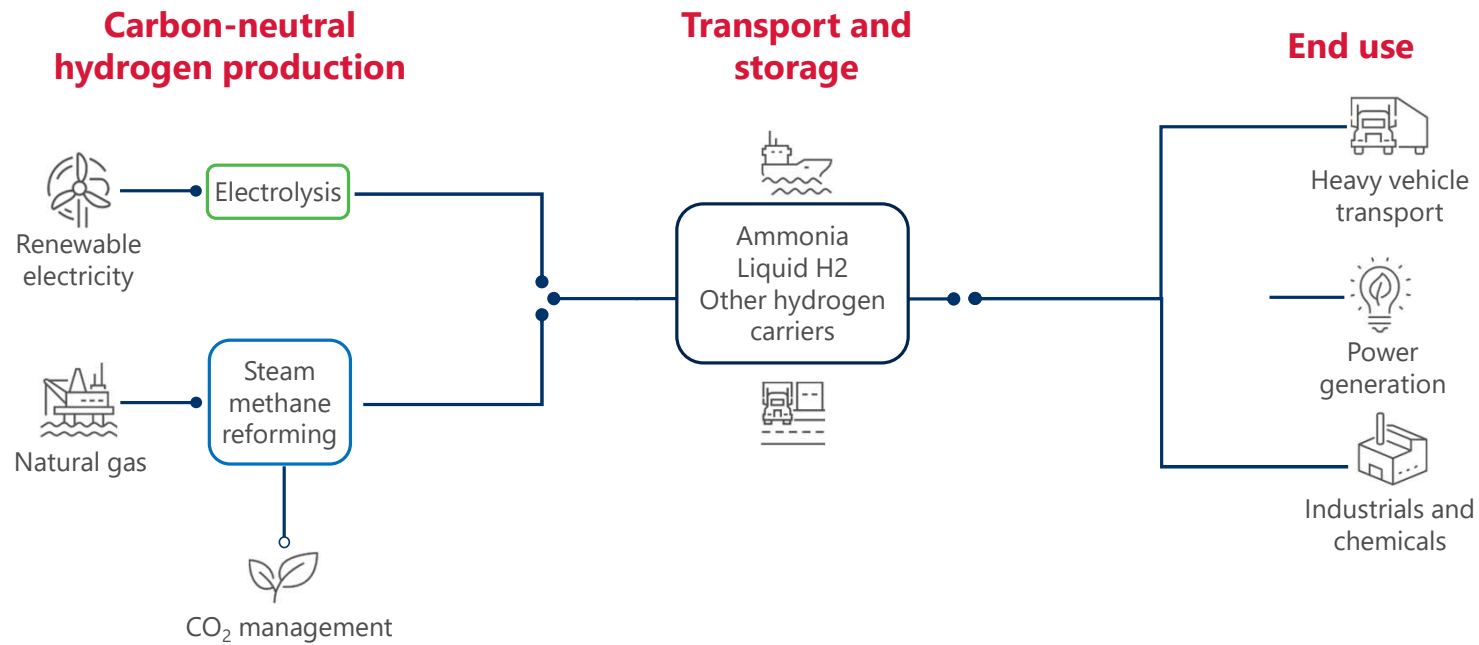 Carbon-neutral
hydrogen production
Transport and
storage
End use
Renewable
electricity
Electrolysis
Natural gas
Steam
methane
reforming
CO₂ management
Ammonia
Liquid H2
Other hydrogen
carriers
Heavy vehicle
transport
Power
generation
Industrials and
chemicals